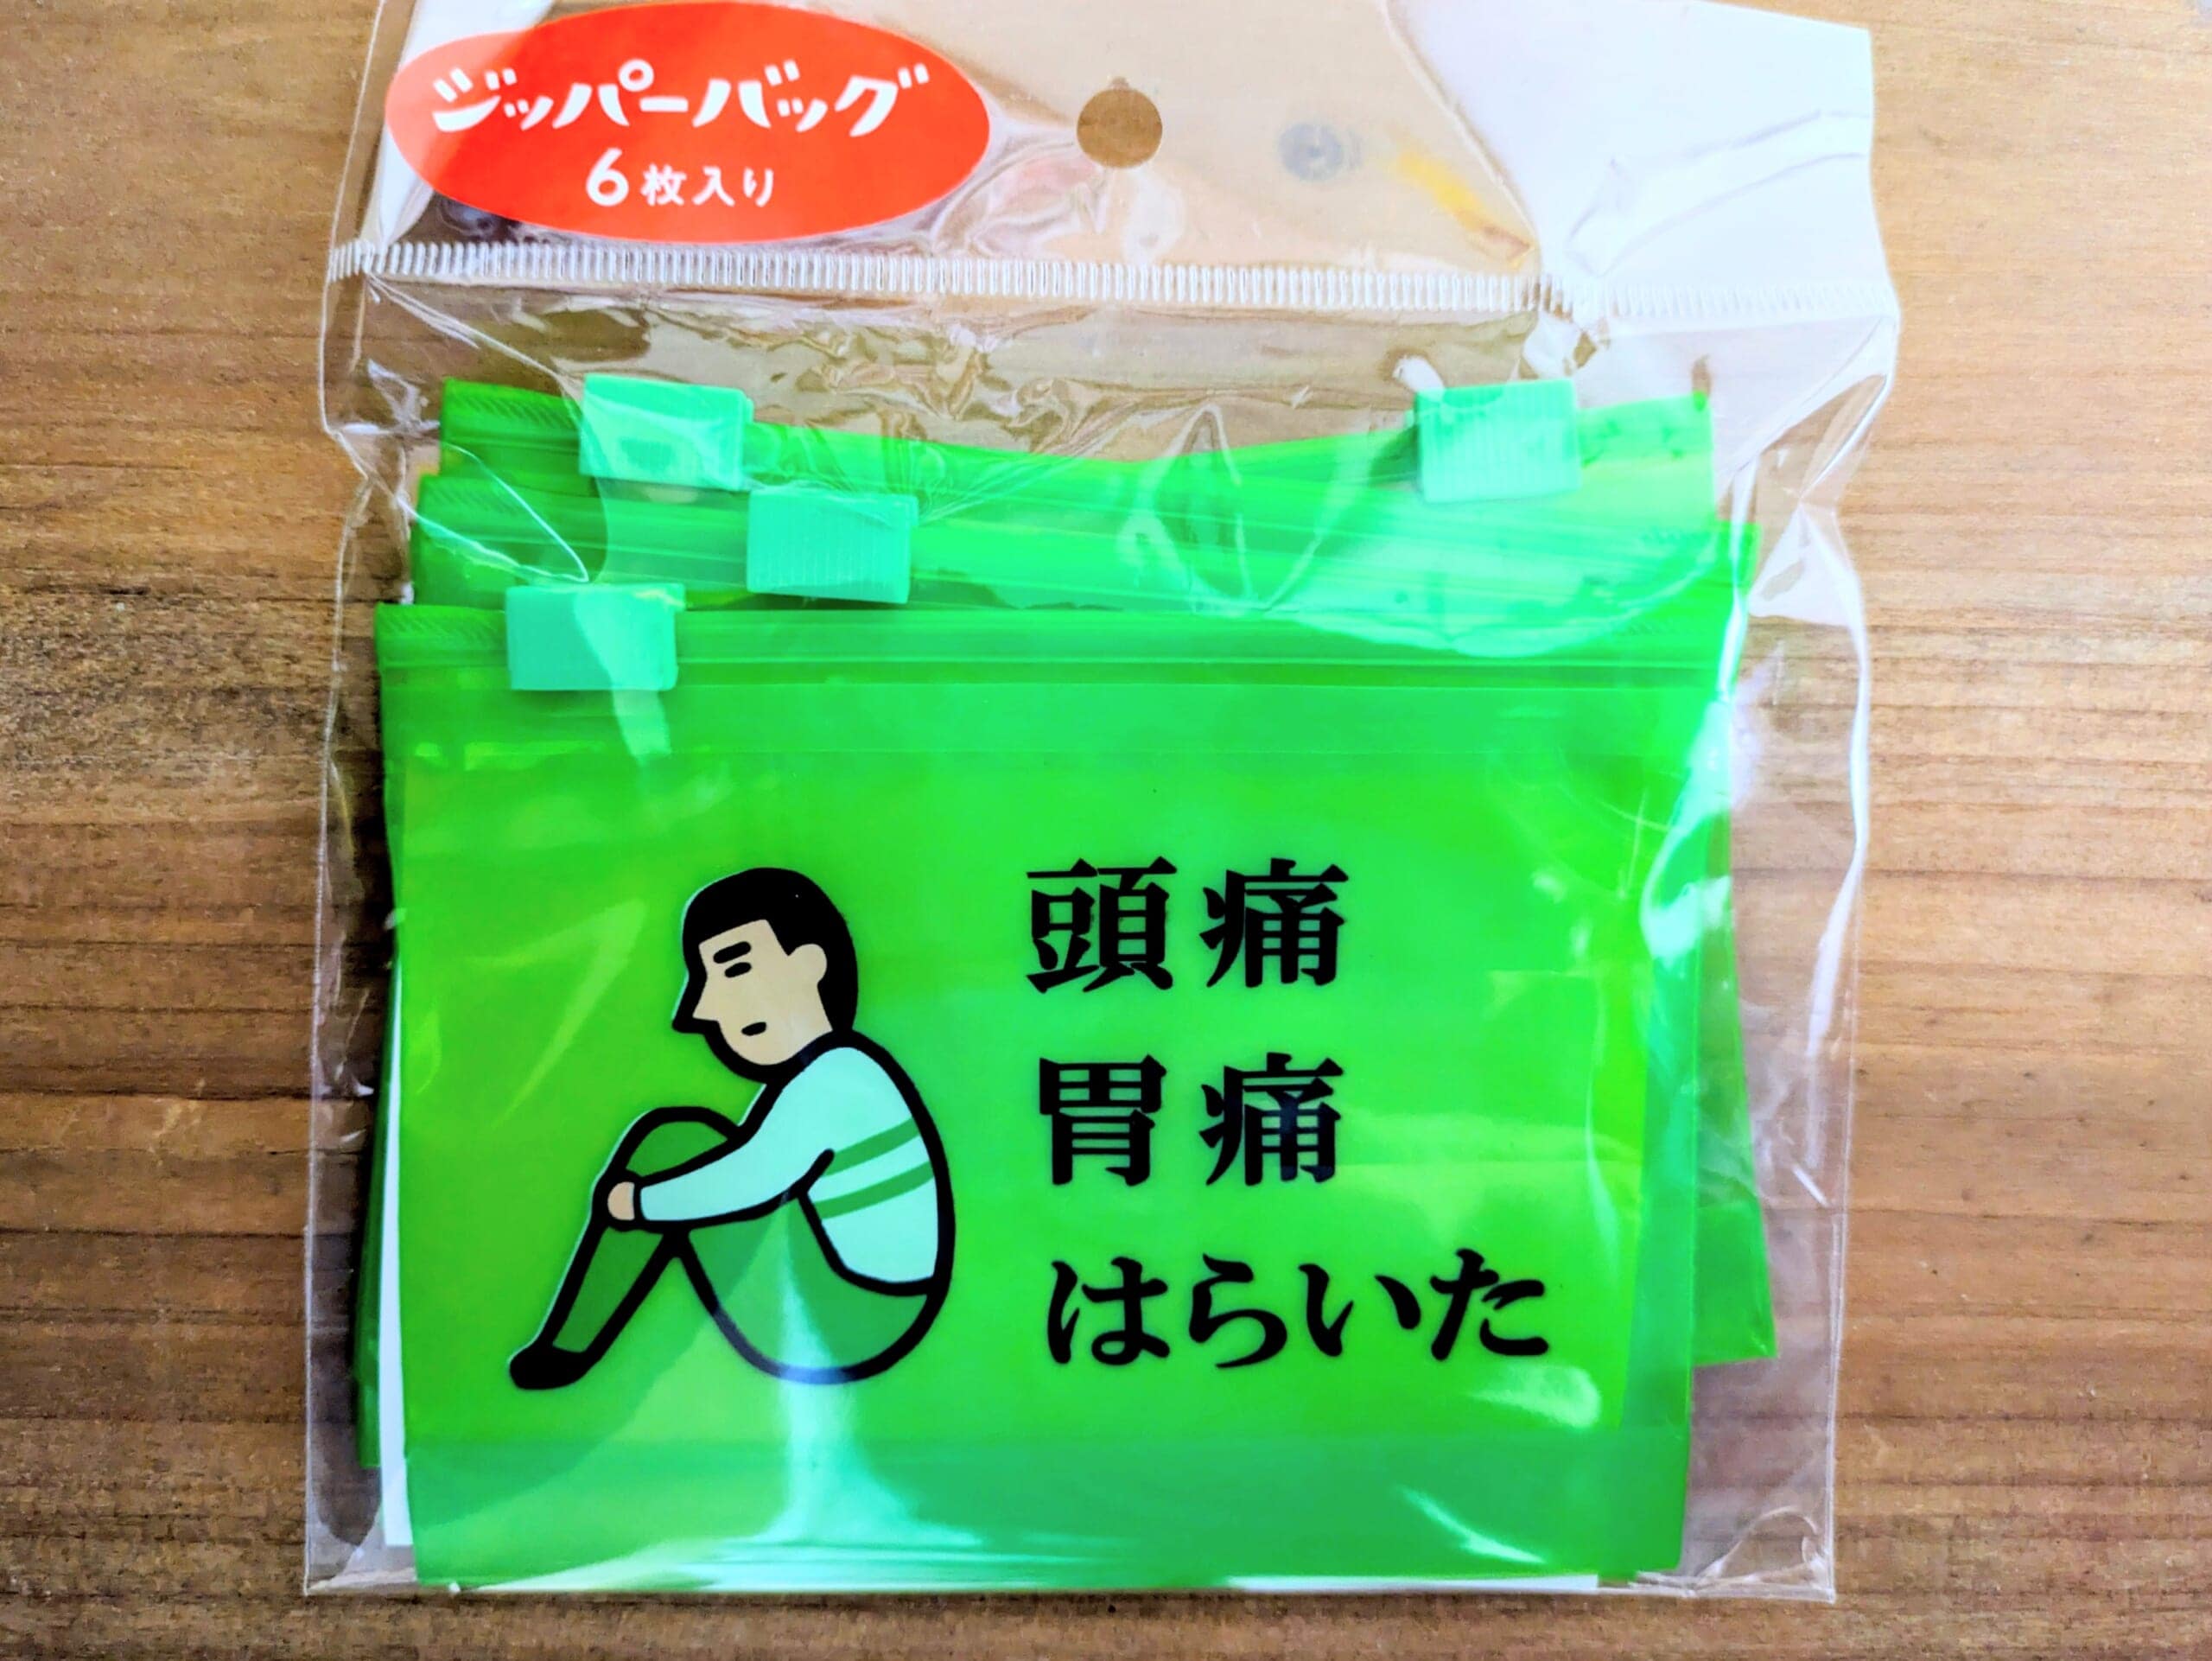 ジッパーバッグ
6枚入り
頭痛
胃痛
はらいた